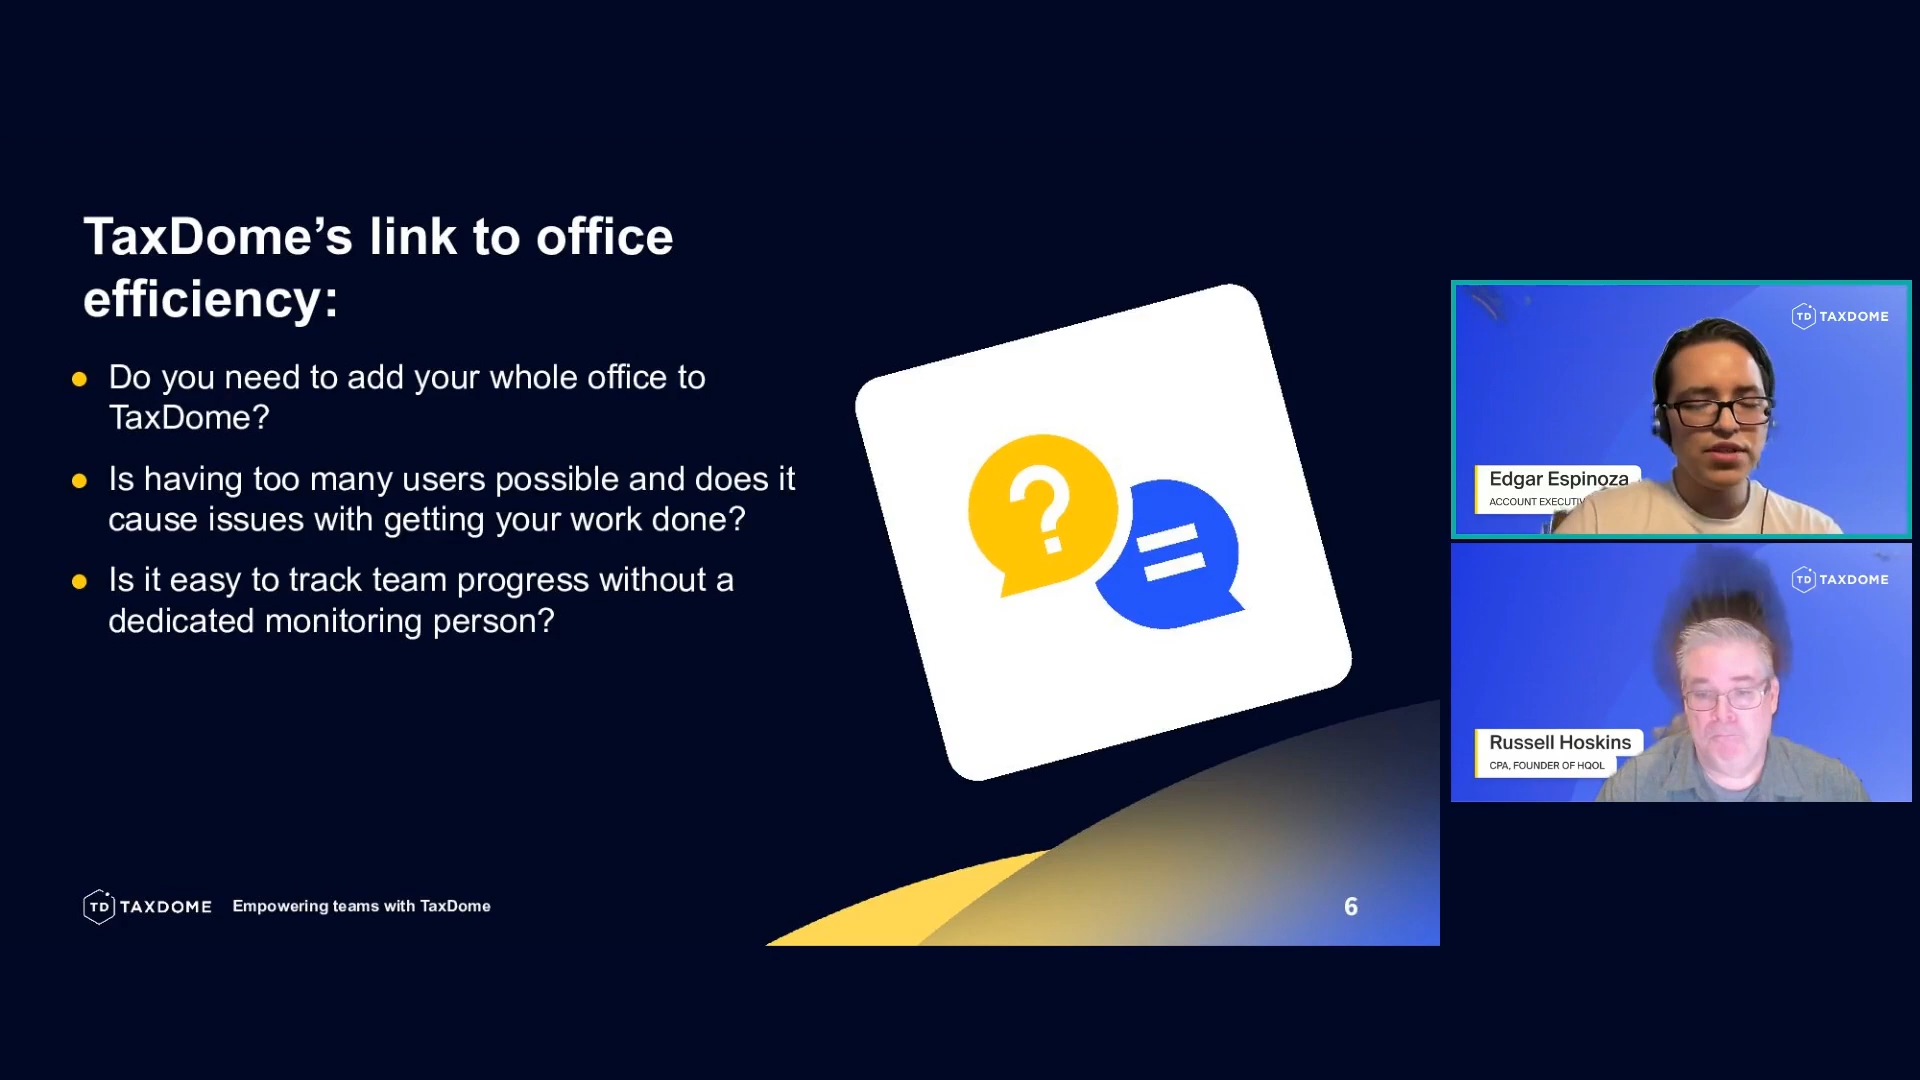 TaxDome’s link to office
efficiency:
Do you need to add your whole office to
TaxDome?
Is having too many users possible and does it
cause issues with getting your work done?
Is it easy to track team progress without a
dedicated monitoring person?
? =
TD TAXDOME Empowering teams with TaxDome
6
TD TAXDOME
Edgar Espinoza
ACCOUNT EXECUTIV
TD TAXDOME
Russell Hoskins
CPA, FOUNDER OF HQOL